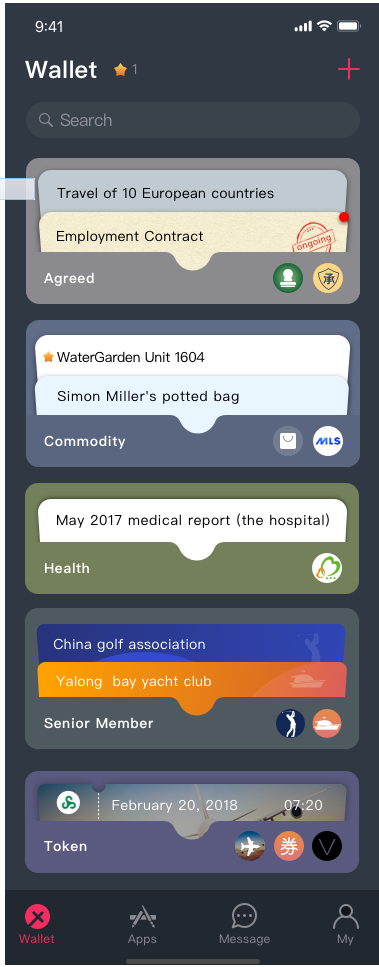 9:41
Wallet 1
Search
Travel of 10 European countries
Employment Contract
ongoing
Agreed
承
WaterGarden Unit 1604
Simon Miller's potted bag
Commodity
MLS
May 2017 medical report (the hospital)
Health
China golf association
Yalong bay yacht club
Senior Member
February 20, 2018 07:20
Token
券
Wallet Apps Message My